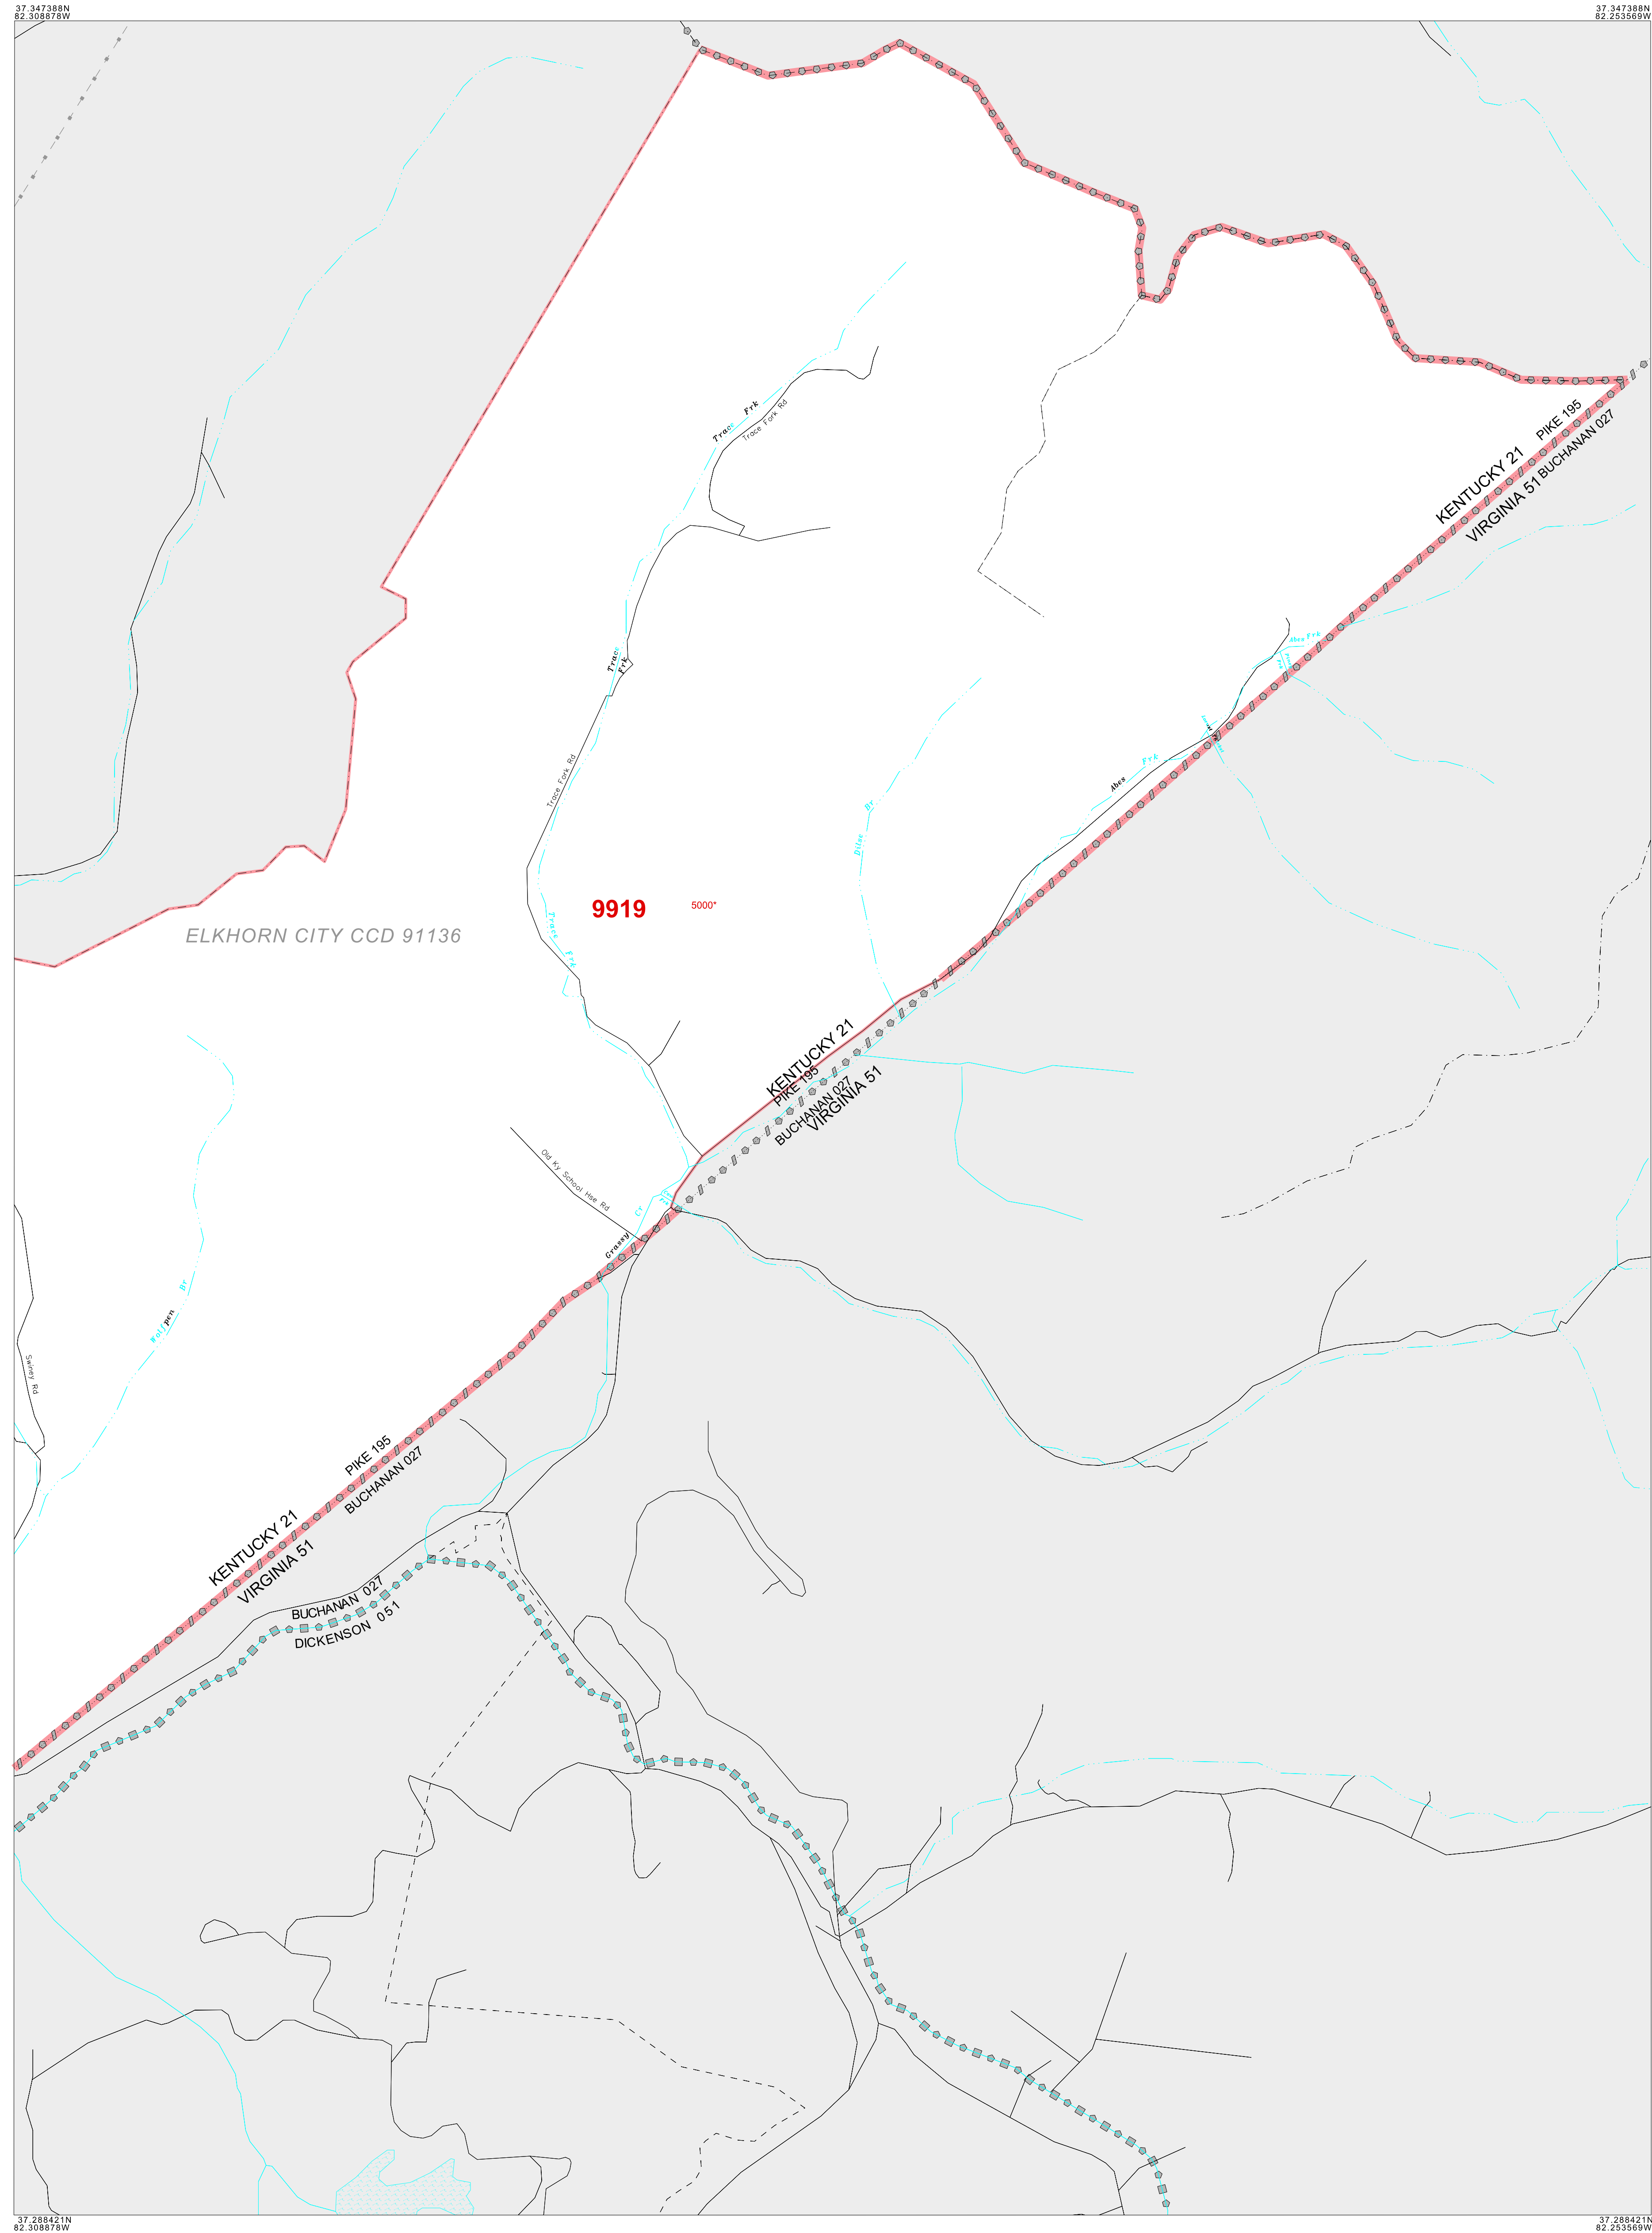 37.347388N
82.308878W
37.347388N
82.253569W
Trace Frk
Trace Fork Rd
PIKE 195
BUCHANAN 027
KENTUCKY 21
VIRGINIA 51
Abes Frk
Trace Frk
Trace Fork Rd
Abes Frk
Dilse Br
9919
5000*
ELKHORN CITY CCD 91136
Trace Frk
KENTUCKY 21
PIKE 195
BUCHANAN 027
VIRGINIA 51
Old Ky School Hse Rd
Grassy Cr
Wolfpen Br
Swiney Rd
PIKE 195
BUCHANAN 027
KENTUCKY 21
VIRGINIA 51
BUCHANAN 027
DICKENSON 051
37.288421N
82.308878W
37.288421N
82.253569W